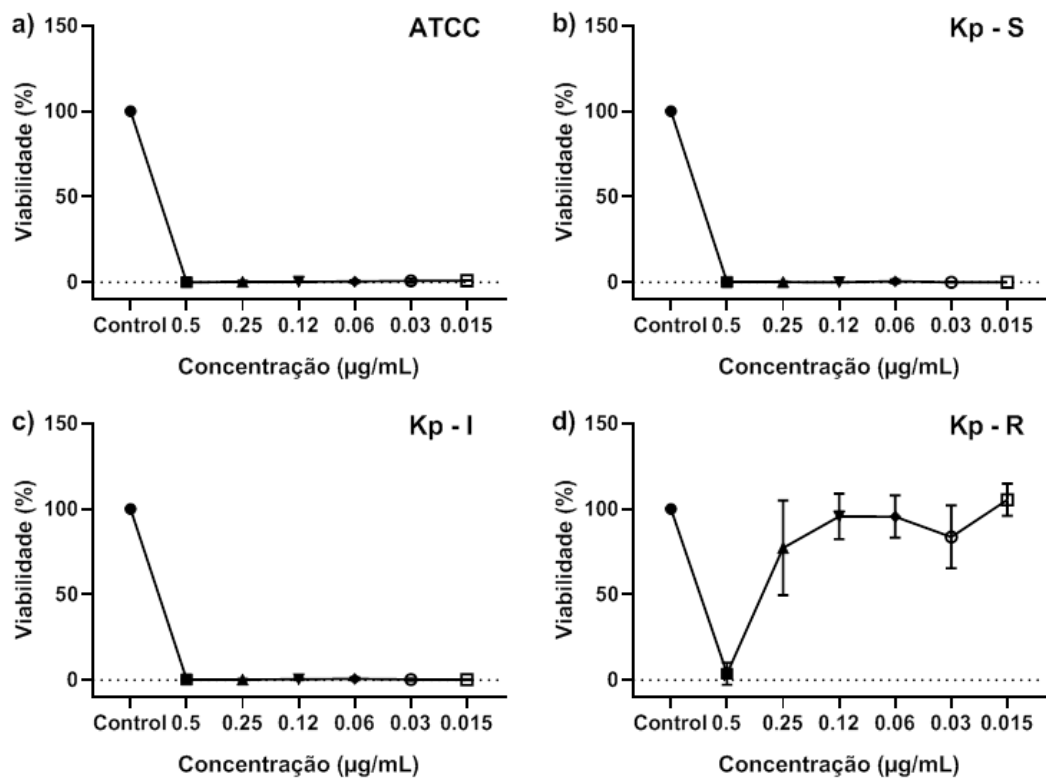 a)
ATCC
Viabilidade (%)
150
100
50
0
Control 0.5 0.25 0.12 0.06 0.03 0.015
Concentração (µg/mL)
b)
Kp - S
Viabilidade (%)
150
100
50
0
Control 0.5 0.25 0.12 0.06 0.03 0.015
Concentração (µg/mL)
c)
Kp - I
Viabilidade (%)
150
100
50
0
Control 0.5 0.25 0.12 0.06 0.03 0.015
Concentração (µg/mL)
d)
Kp - R
Viabilidade (%)
150
100
50
0
Control 0.5 0.25 0.12 0.06 0.03 0.015
Concentração (µg/mL)